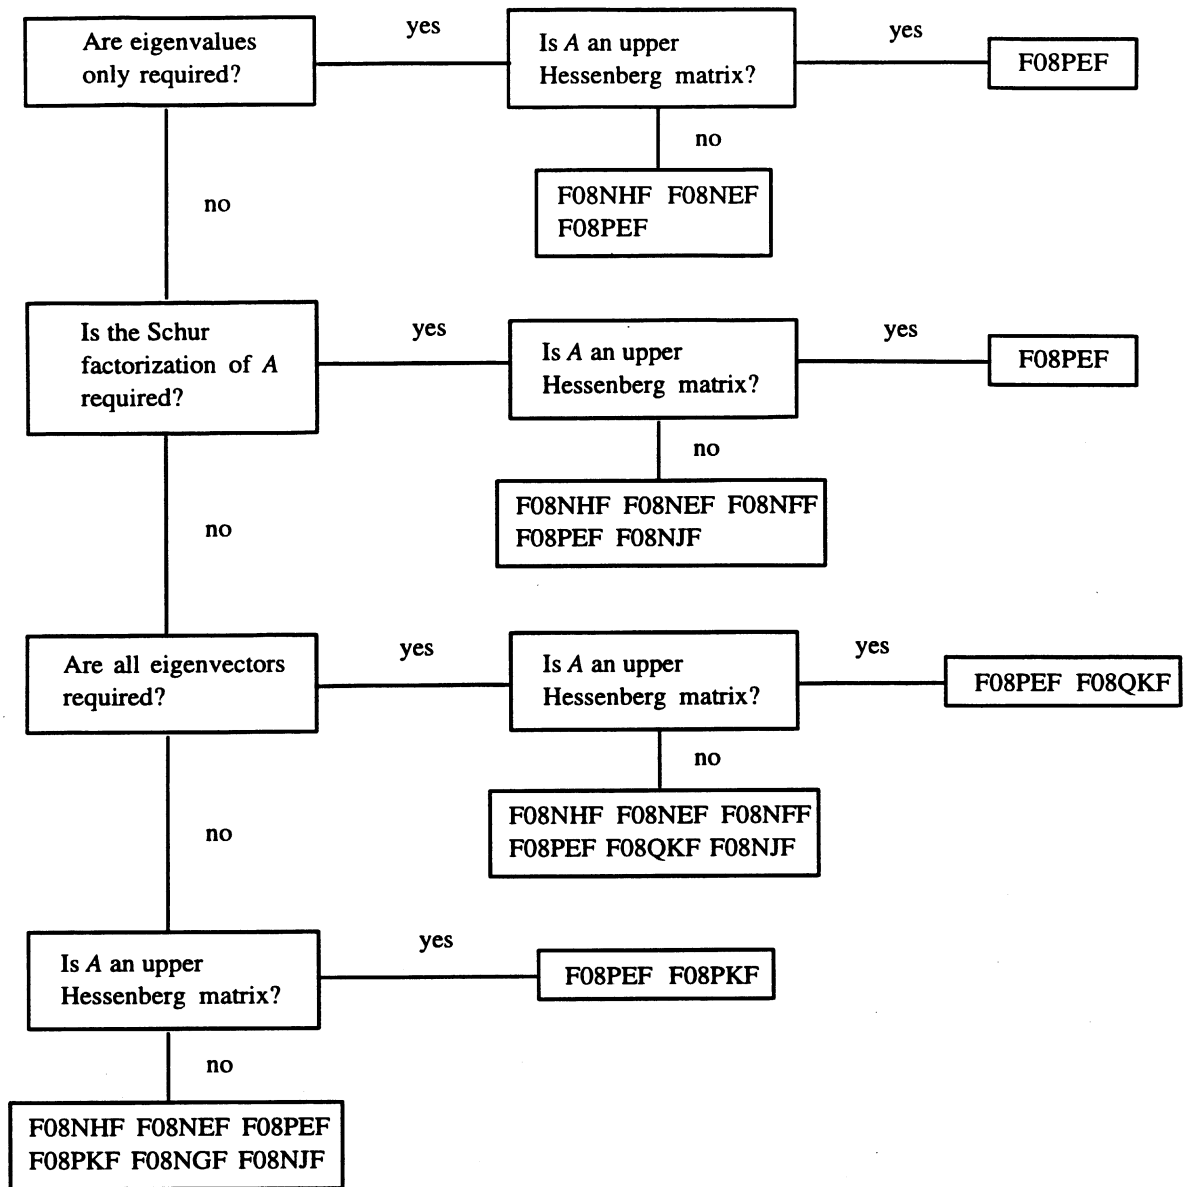 Are eigenvalues
only required?
yes
Is A an upper
Hessenberg matrix?
yes
F08PEF
no
F08NHF F08NEF
F08PEF
no
Is the Schur
factorization of A
required?
yes
Is A an upper
Hessenberg matrix?
yes
F08PEF
no
F08NHF F08NEF F08NFF
F08PEF F08NJF
no
Are all eigenvectors
required?
yes
Is A an upper
Hessenberg matrix?
yes
F08PEF F08QKF
no
F08NHF F08NEF F08NFF
F08PEF F08QKF F08NJF
no
Is A an upper
Hessenberg matrix?
yes
F08PEF F08PKF
no
F08NHF F08NEF F08PEF
F08PKF F08NGF F08NJF